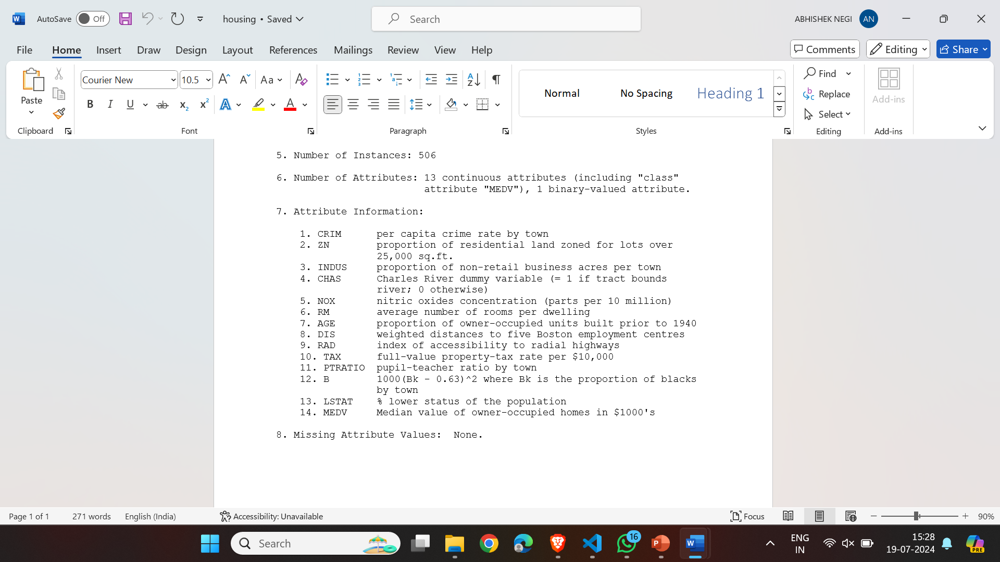 AutoSave Off housing • Saved Search ABHISHEK NEGI AN
File Home Insert Draw Design Layout References Mailings Review View Help Comments Editing Share
Paste Courier New 10.5 Aa Normal No Spacing Heading 1 Find Replace Select Add-ins
Clipboard Font Paragraph Styles Editing Add-ins
5. Number of Instances: 506
6. Number of Attributes: 13 continuous attributes (including "class"
attribute "MEDV"), 1 binary-valued attribute.
7. Attribute Information:
1. CRIM per capita crime rate by town
2. ZN proportion of residential land zoned for lots over
25,000 sq.ft.
3. INDUS proportion of non-retail business acres per town
4. CHAS Charles River dummy variable (= 1 if tract bounds
river; 0 otherwise)
5. NOX nitric oxides concentration (parts per 10 million)
6. RM average number of rooms per dwelling
7. AGE proportion of owner-occupied units built prior to 1940
8. DIS weighted distances to five Boston employment centres
9. RAD index of accessibility to radial highways
10. TAX full-value property-tax rate per $10,000
11. PTRATIO pupil-teacher ratio by town
12. B 1000(Bk - 0.63)^2 where Bk is the proportion of blacks
by town
13. LSTAT % lower status of the population
14. MEDV Median value of owner-occupied homes in $1000's
8. Missing Attribute Values: None.
Page 1 of 1 271 words English (India) Accessibility: Unavailable Focus 90%
Search 16 ENG 15:28
IN 19-07-2024 PRE